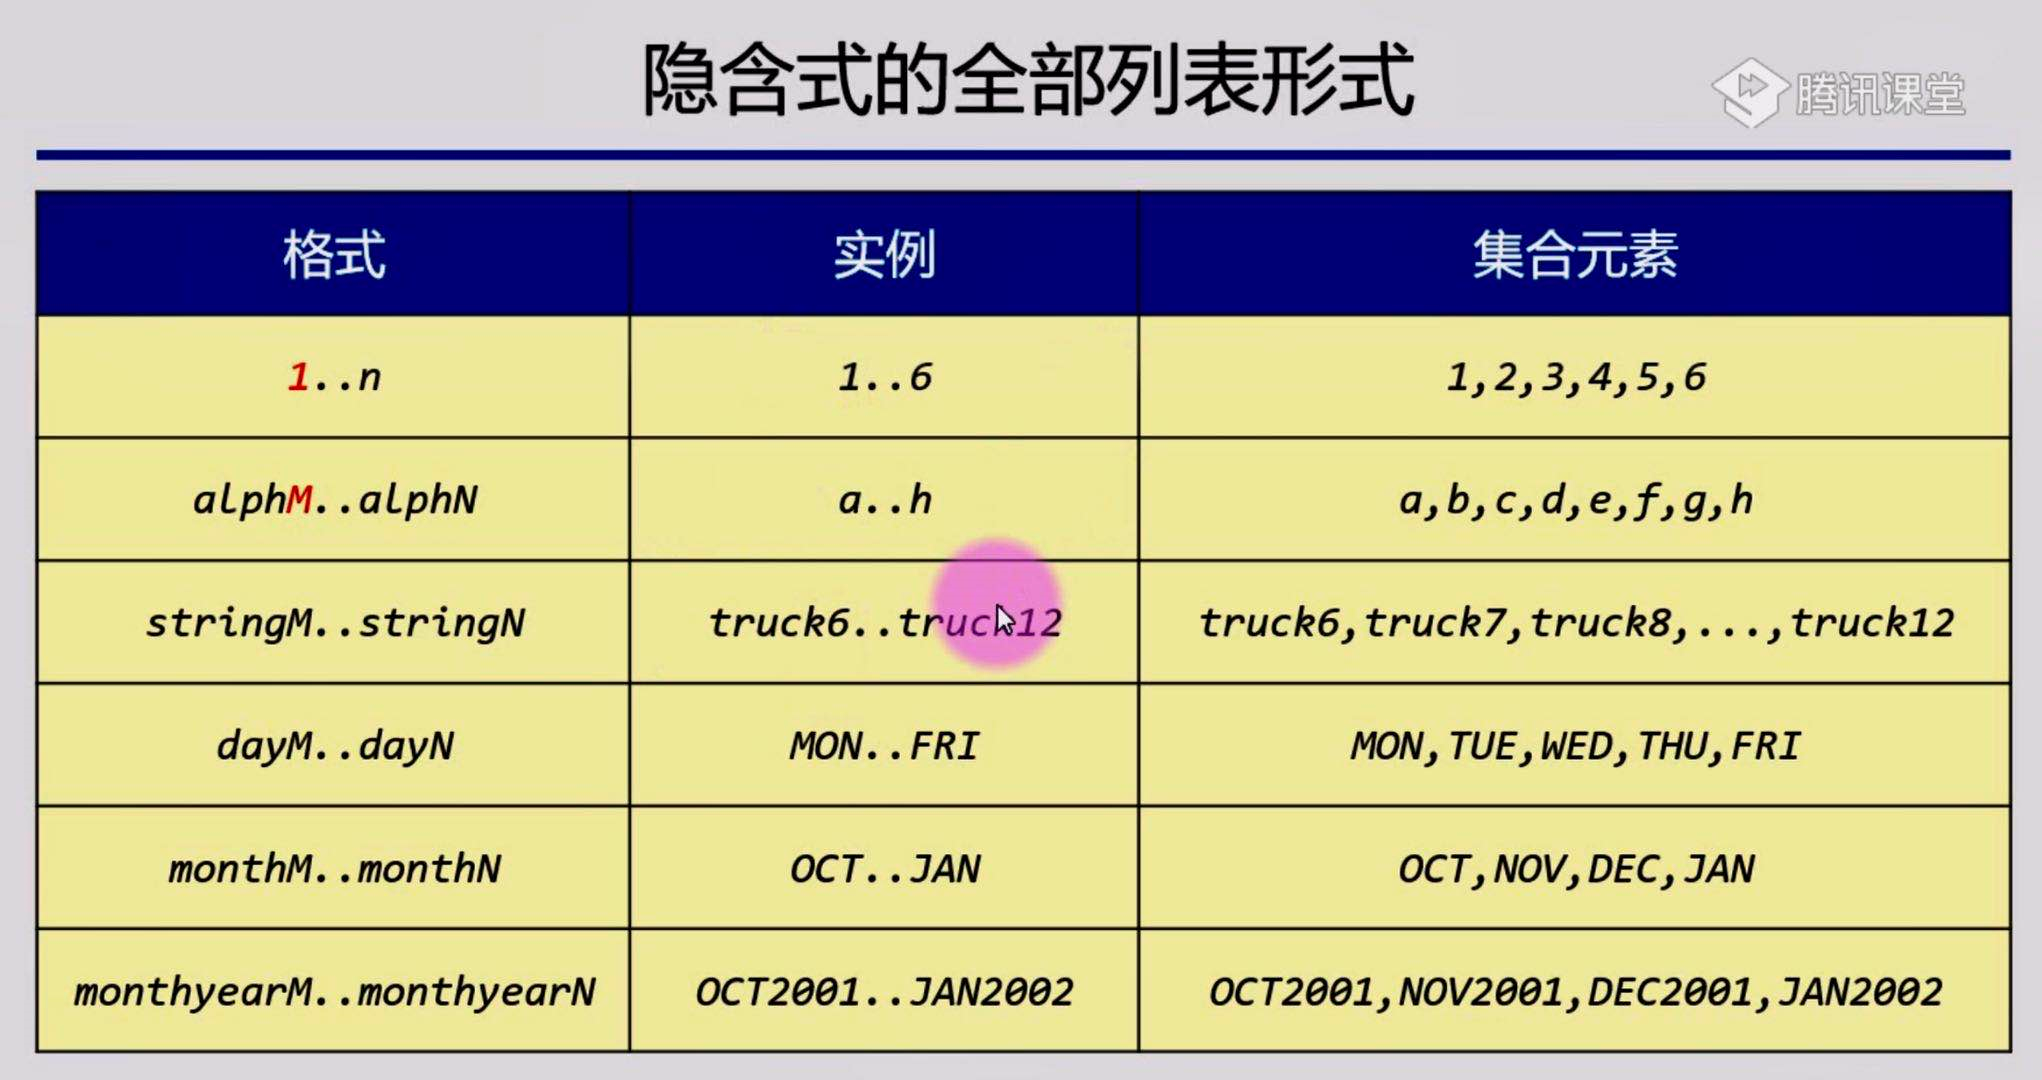 隐含式的全部列表形式
腾讯课堂
格式 实例 集合元素
1..n 1..6 1,2,3,4,5,6
alphM..alphN a..h a,b,c,d,e,f,g,h
stringM..stringN truck6..truck12 truck6,truck7,truck8,...,truck12
dayM..dayN MON..FRI MON,TUE,WED,THU,FRI
monthM..monthN OCT..JAN OCT,NOV,DEC,JAN
monthyearM..monthyearN OCT2001..JAN2002 OCT2001,NOV2001,DEC2001,JAN2002